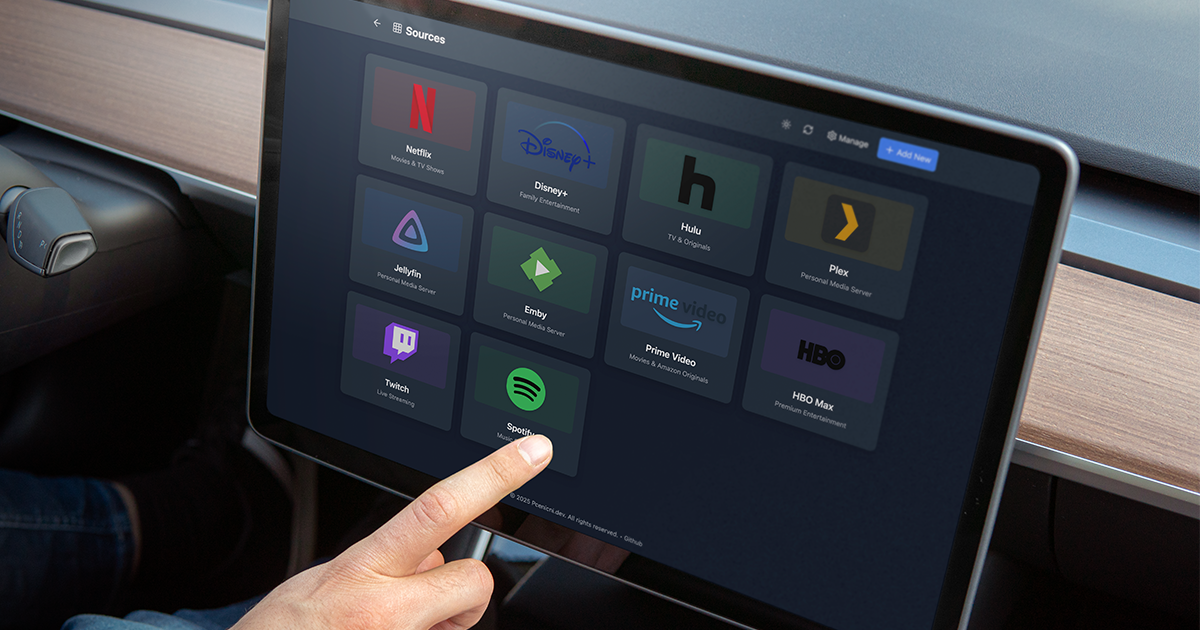 Sources
Manage
+ Add New
N
Netflix
Movies & TV Shows
Disney+
Disney+
Family Entertainment
h
Hulu
TV & Originals
Plex
Personal Media Server
Jellyfin
Personal Media Server
Emby
Personal Media Server
prime video
Prime Video
Movies & Amazon Originals
HBO
HBO Max
Premium Entertainment
Twitch
Live Streaming
Spotify
Music
© 2025 Pcenicni.dev. All rights reserved. - Github